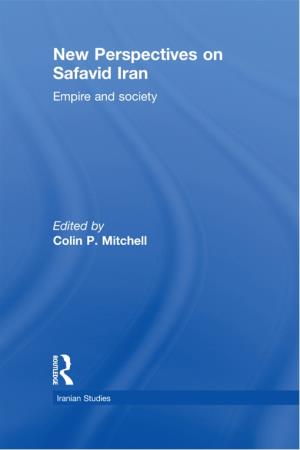 New Perspectives on
Safavid Iran
Empire and society
Edited by
Colin P. Mitchell
ROUTLEDGE
Iranian Studies